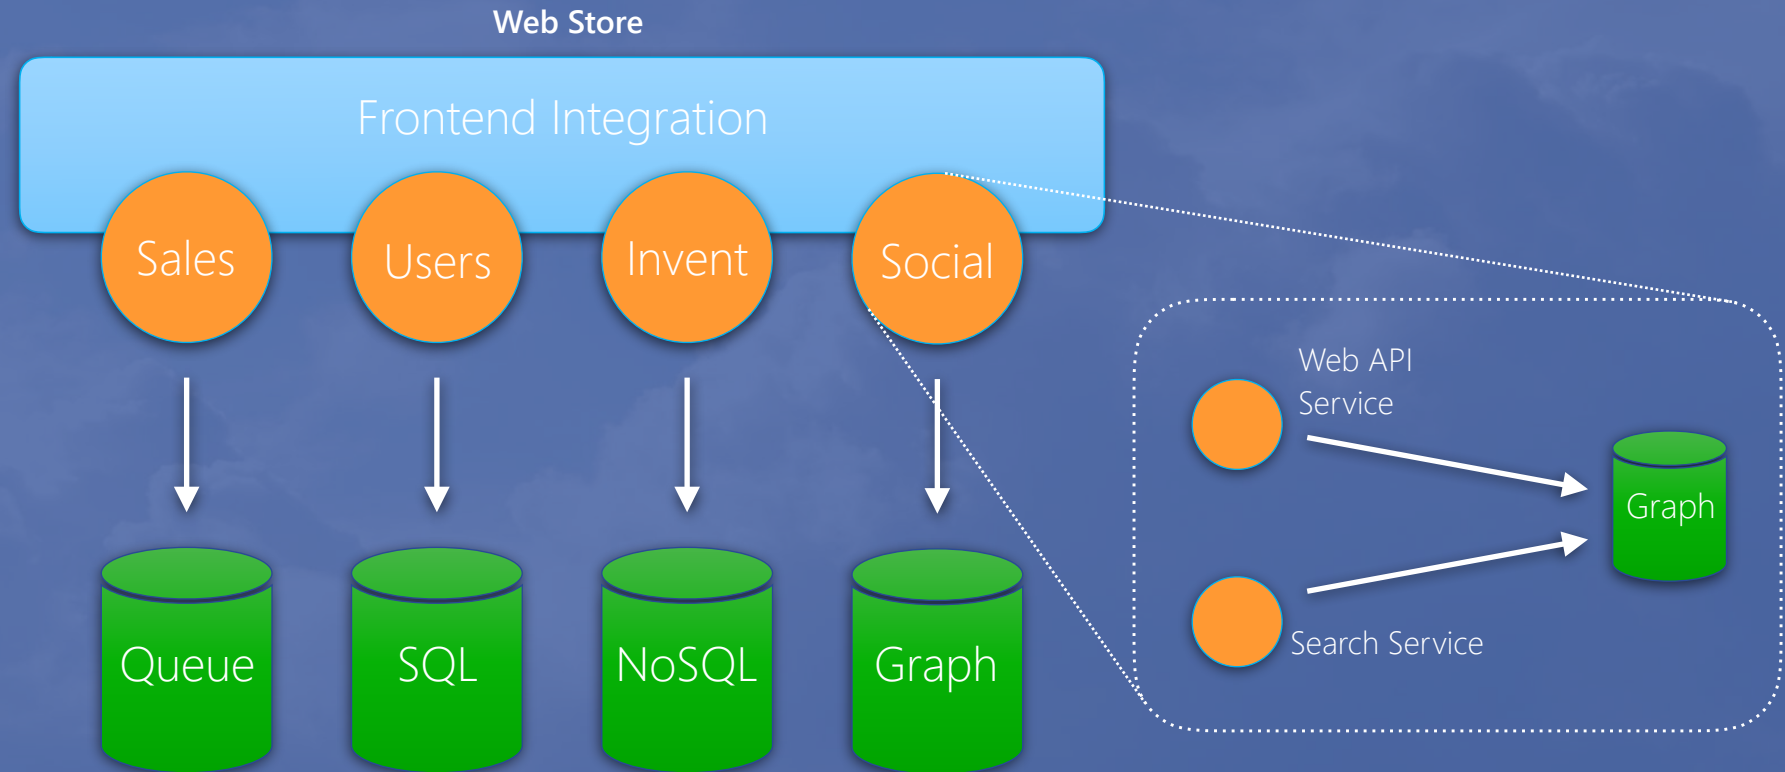 Web Store
Frontend Integration
Sales
Users
Invent
Social
Queue
SQL
NoSQL
Graph
Web API
Service
Search Service
Graph